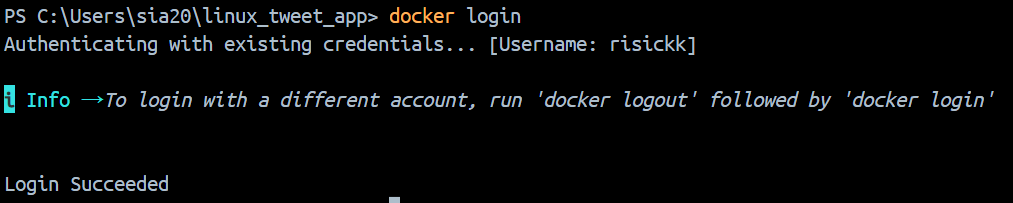 PS C:\Users\sia20\linux_tweet_app> docker login
Authenticating with existing credentials... [Username: risickk]
i Info →To login with a different account, run 'docker logout' followed by 'docker login'
Login Succeeded